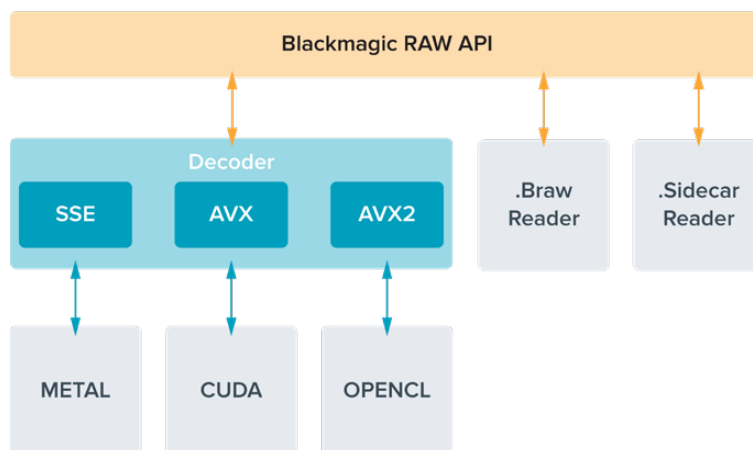 Blackmagic RAW API
Decoder
SSE
AVX
AVX2
.Braw
Reader
.Sidecar
Reader
METAL
CUDA
OPENCL